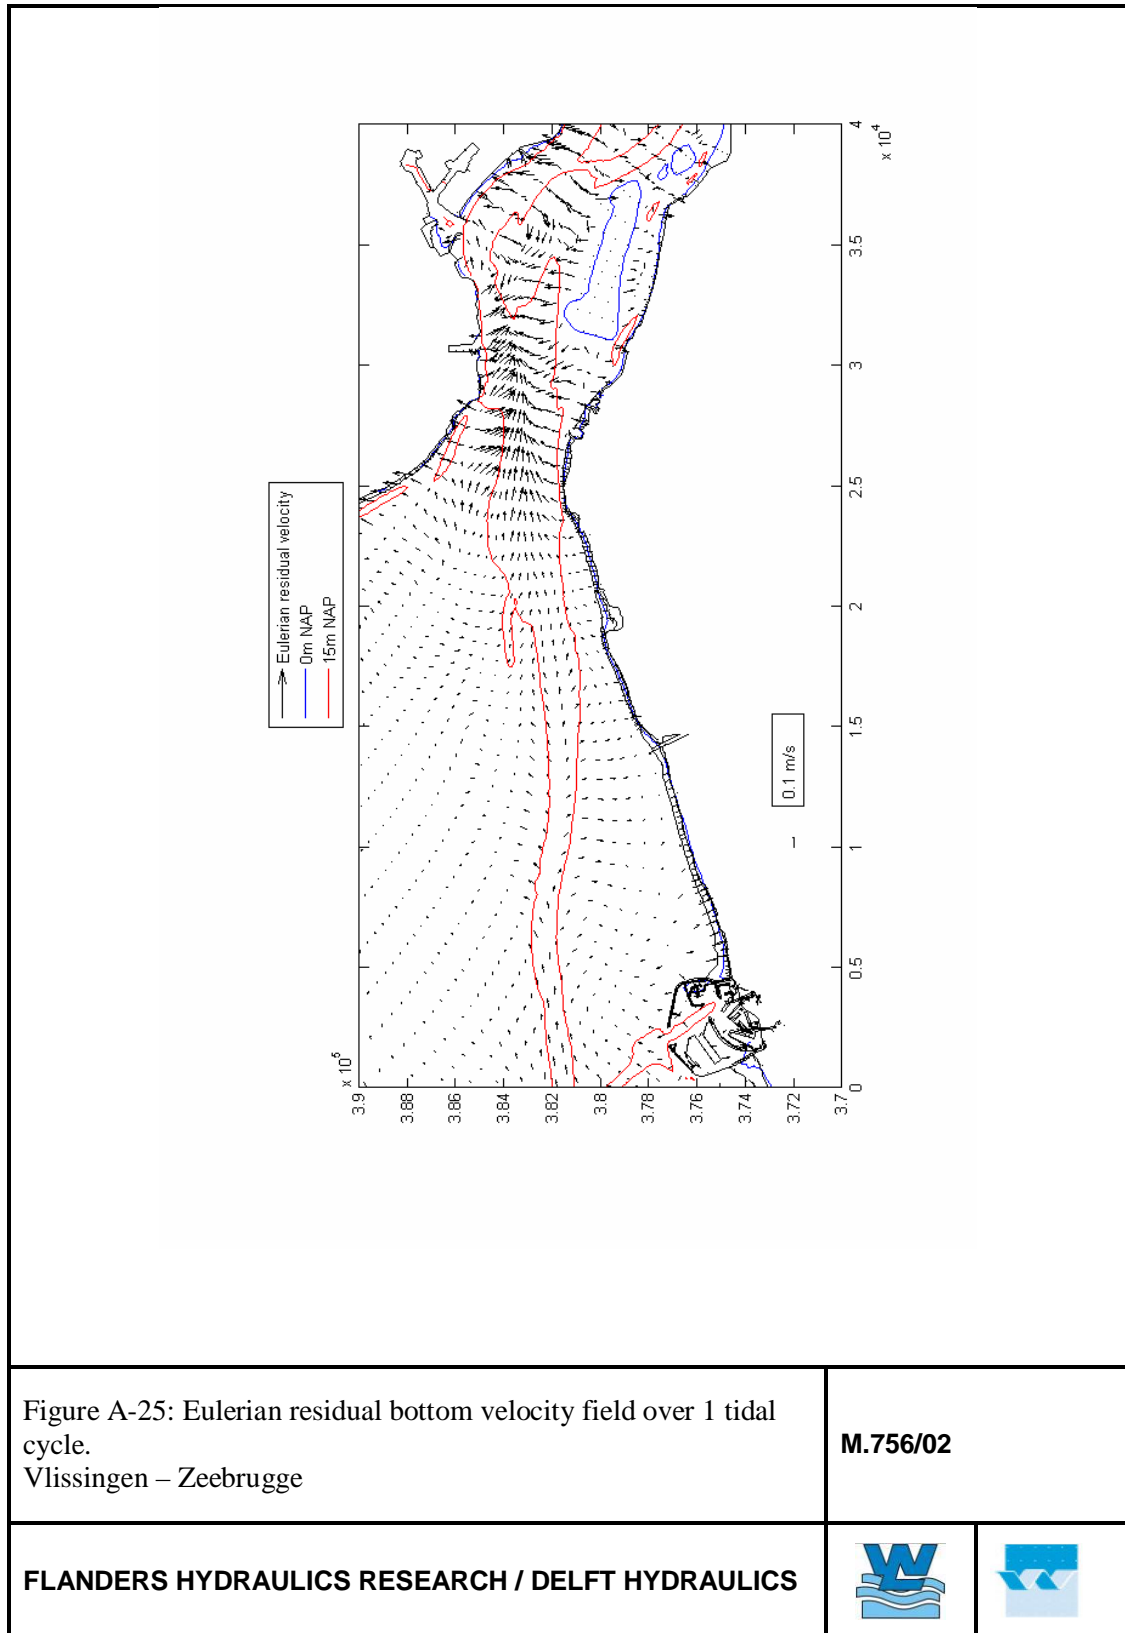 Eulerian residual velocity
0m NAP
15m NAP
x 10^5
3.9
3.88
3.86
3.84
3.82
3.8
3.78
3.76
3.74
3.72
3.7
0
0.5
1
1.5
2
2.5
3
3.5
4
x 10^4
0.1 m/s
Figure A-25: Eulerian residual bottom velocity field over 1 tidal
cycle.
Vlissingen – Zeebrugge
M.756/02
FLANDERS HYDRAULICS RESEARCH / DELFT HYDRAULICS